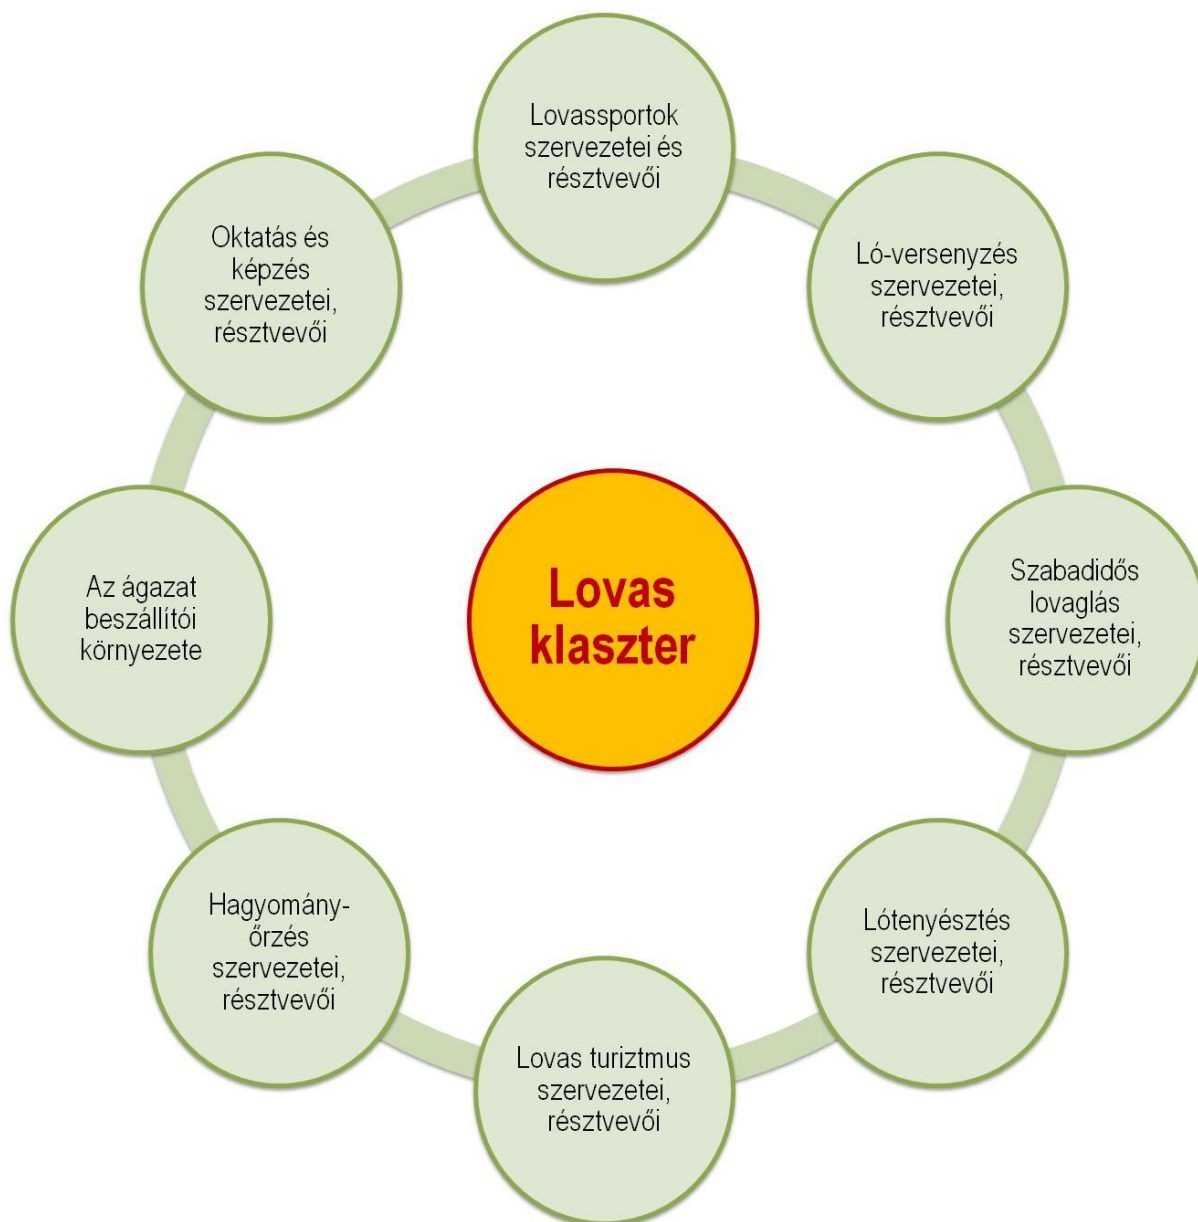 Lovassportok
szervezetei és
résztvevői
Ló-versenyzés
szervezetei,
résztvevői
Szabadidős
lovaglás
szervezetei,
résztvevői
Lótenyésztés
szervezetei,
résztvevői
Lovas turiztmus
szervezetei,
résztvevői
Hagyomány-
őrzés
szervezetei,
résztvevői
Az ágazat
beszállítói
környezete
Oktatás és
képzés
szervezetei,
résztvevői
Lovas
klaszter